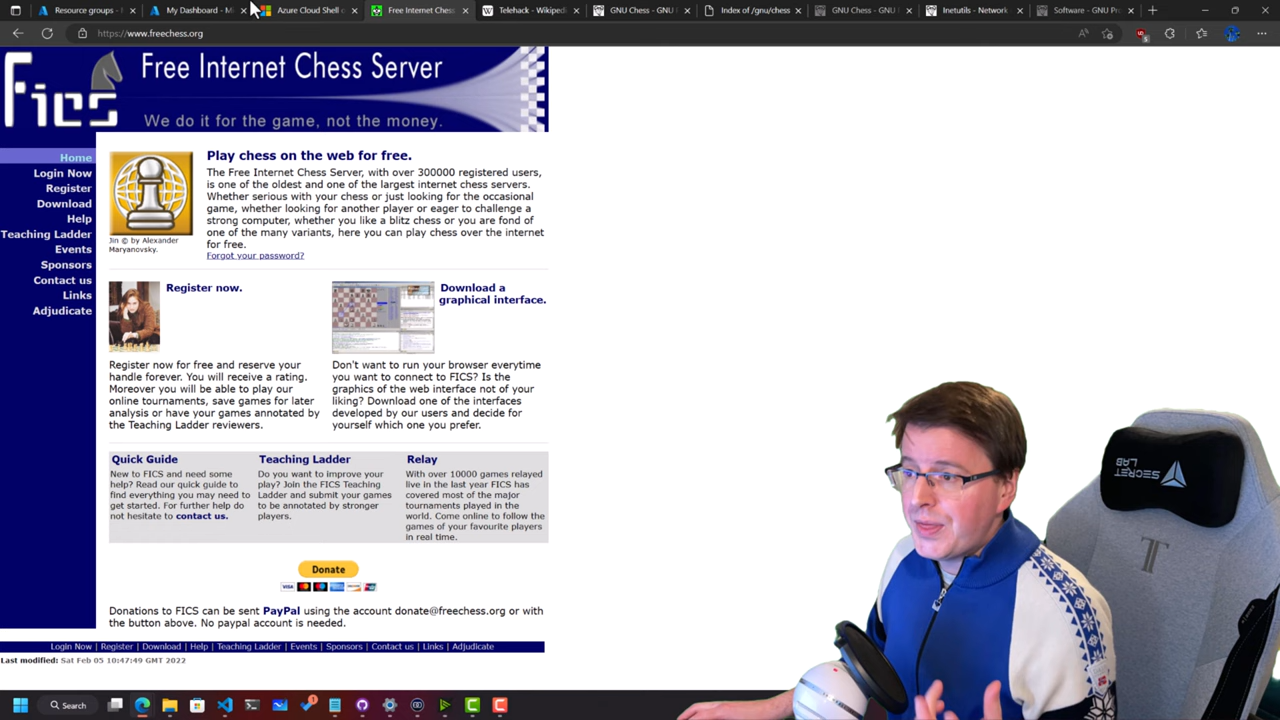 Resource groups -
My Dashboard - Mi
Azure Cloud Shell o
Free Internet Chess
Telehack - Wikiped
GNU Chess - GNU
Index of /gnu/chess
GNU Chess - GNU
Inetutils - Network
Software - GNU Pr
https://www.freechess.org
5
fics
Free Internet Chess Server
We do it for the game, not the money.
Home
Login Now
Register
Download
Help
Teaching Ladder
Events
Sponsors
Contact us
Links
Adjudicate
Jin © by Alexander
Maryanovsky.
Play chess on the web for free.
The Free Internet Chess Server, with over 300000 registered users,
is one of the oldest and one of the largest internet chess servers.
Whether serious with your chess or just looking for the occasional
game, whether looking for another player or eager to challenge a
strong computer, whether you like a blitz chess or you are fond of
one of the many variants, here you can play chess over the internet
for free.
Forgot your password?
Register now.
Register now for free and reserve your
handle forever. You will receive a rating.
Moreover you will be able to play our
online tournaments, save games for later
analysis or have your games annotated by
the Teaching Ladder reviewers.
Download a
graphical interface.
Don't want to run your browser everytime
you want to connect to FICS? Is the
graphics of the web interface not of your
liking? Download one of the interfaces
developed by our users and decide for
yourself which one you prefer.
Quick Guide
New to FICS and need some
help? Read our quick guide to
find everything you may need to
get started. For further help do
not hesitate to contact us.
Teaching Ladder
Do you want to improve your
play? Join the FICS Teaching
Ladder and submit your games
to be annotated by stronger
players.
Relay
With over 10000 games relayed
live in the last year FICS has
covered most of the major
tournaments played in the
world. Come online to follow the
games of your favourite players
in real time.
Donate
VISA
Donations to FICS can be sent PayPal using the account donate@freechess.org or with
the button above. No paypal account is needed.
Login Now | Register | Download | Help | Teaching Ladder | Events | Sponsors | Contact us | Links | Adjudicate
Last modified: Sat Feb 05 10:47:49 GMT 2022
SECRET
LAB
Search
1